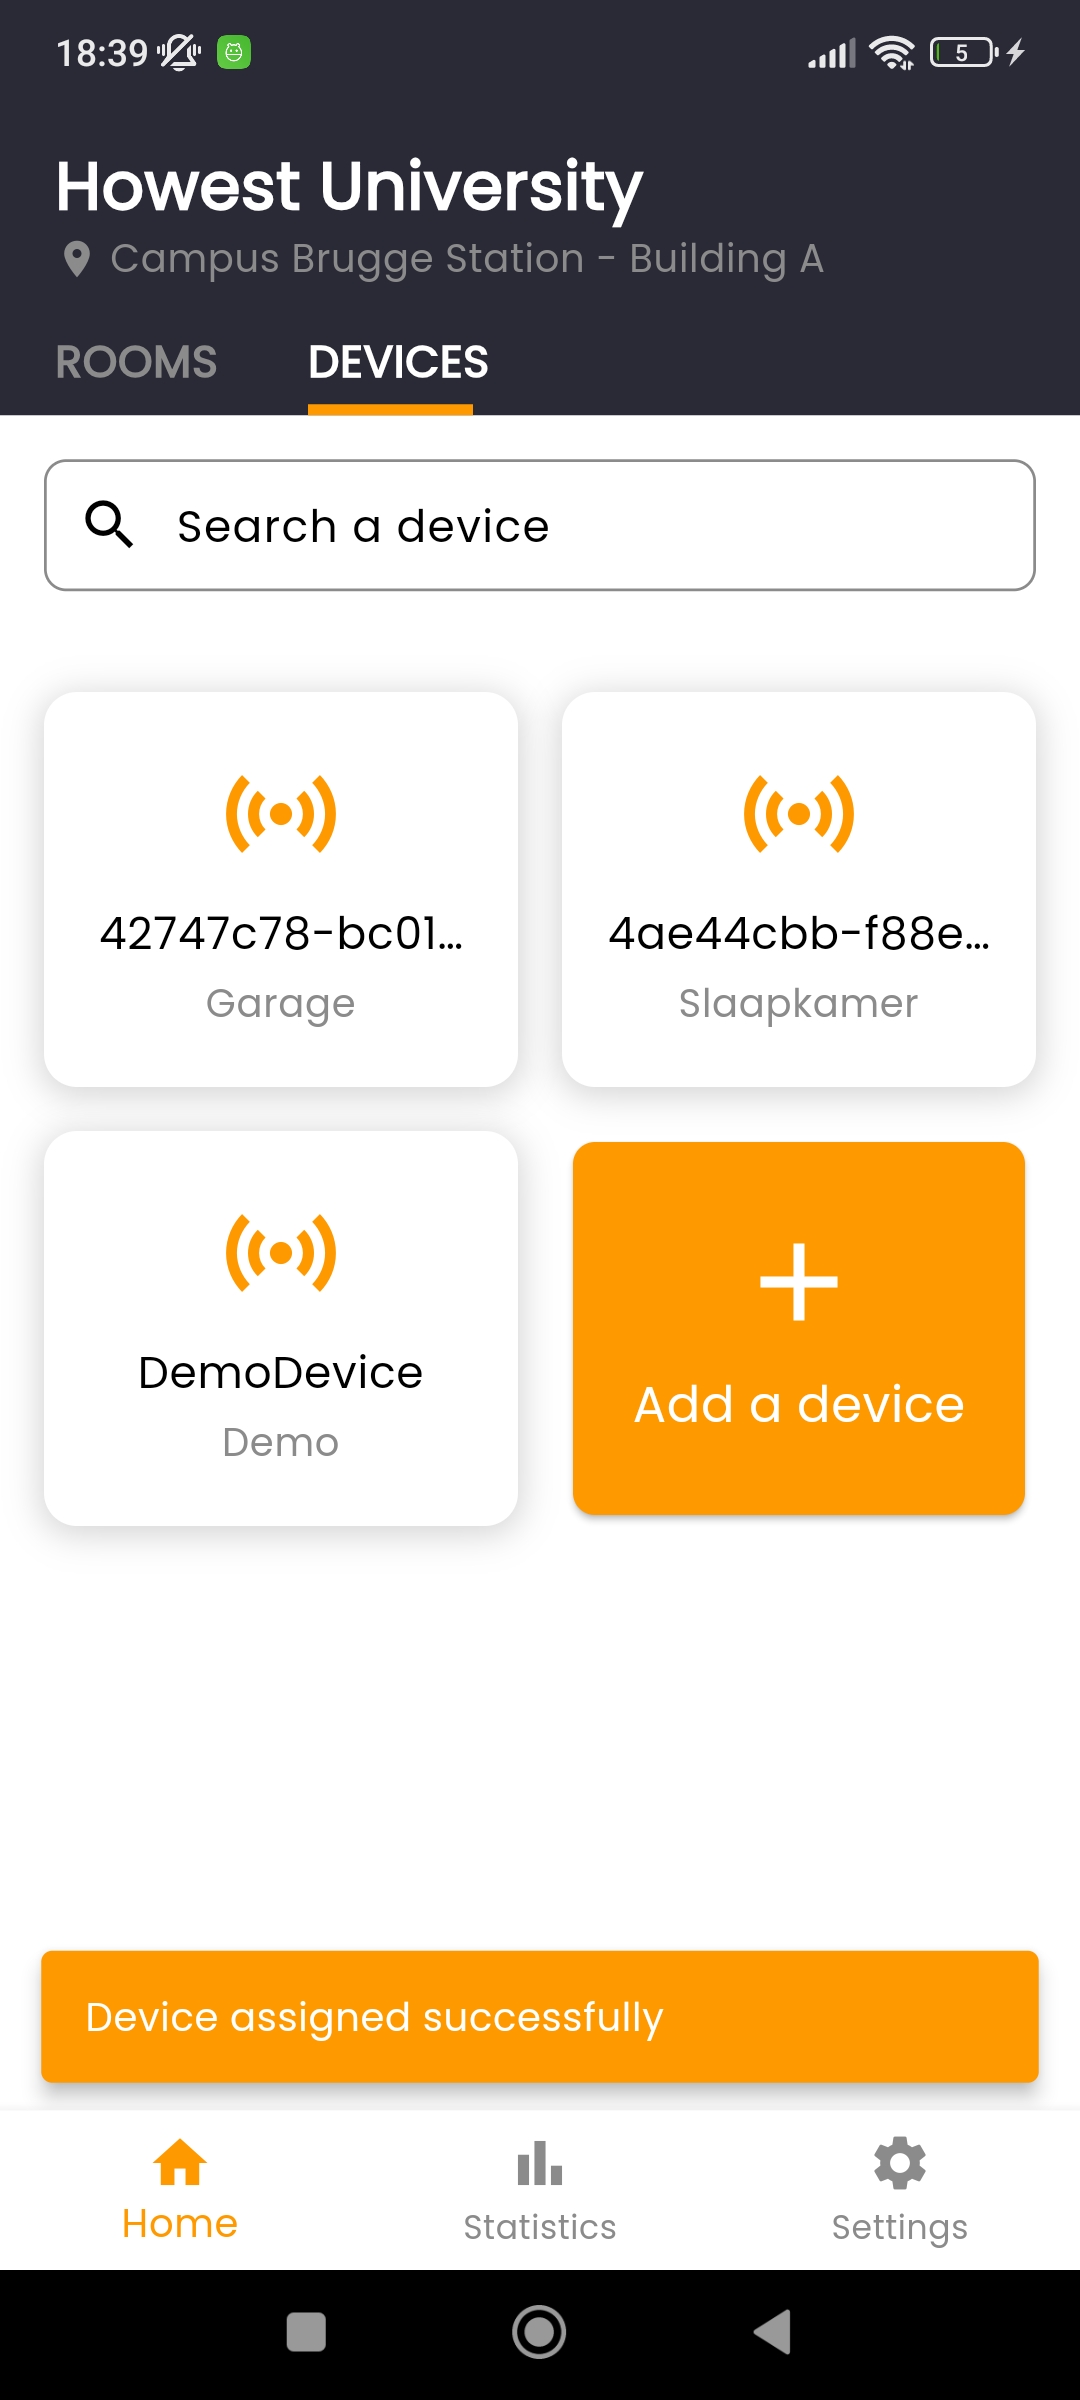 18:39
5
Howest University
Campus Brugge Station - Building A
ROOMS DEVICES
Search a device
42747c78-bc01...
Garage
4ae44cbb-f88e...
Slaapkamer
DemoDevice
Demo
Add a device
Device assigned successfully
Home
Statistics
Settings